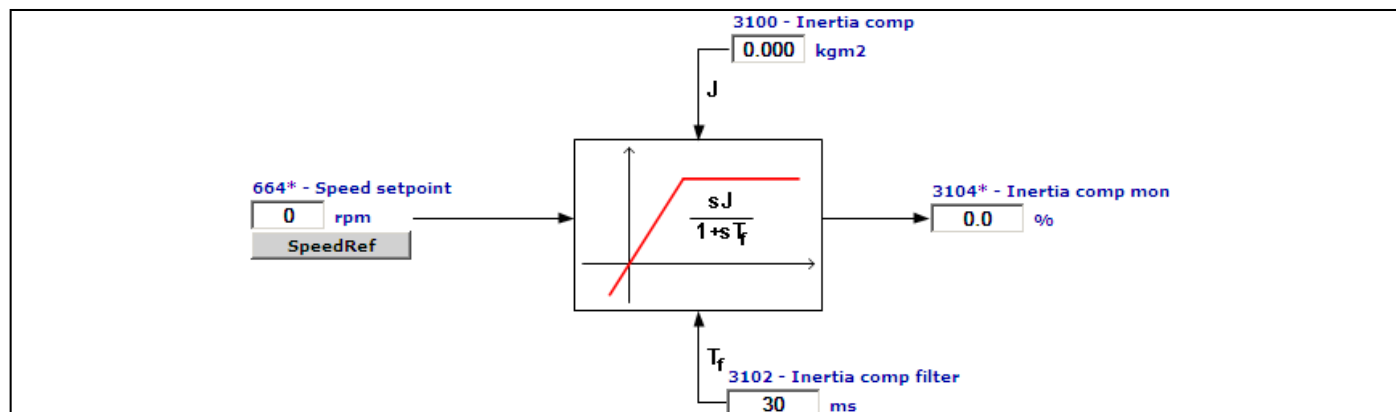 3100 - Inertia comp
0.000 kgm2
J
664* - Speed setpoint
0 rpm
SpeedRef
sJ
1+sTf
3104* - Inertia comp mon
0.0 %
Tf
3102 - Inertia comp filter
30 ms